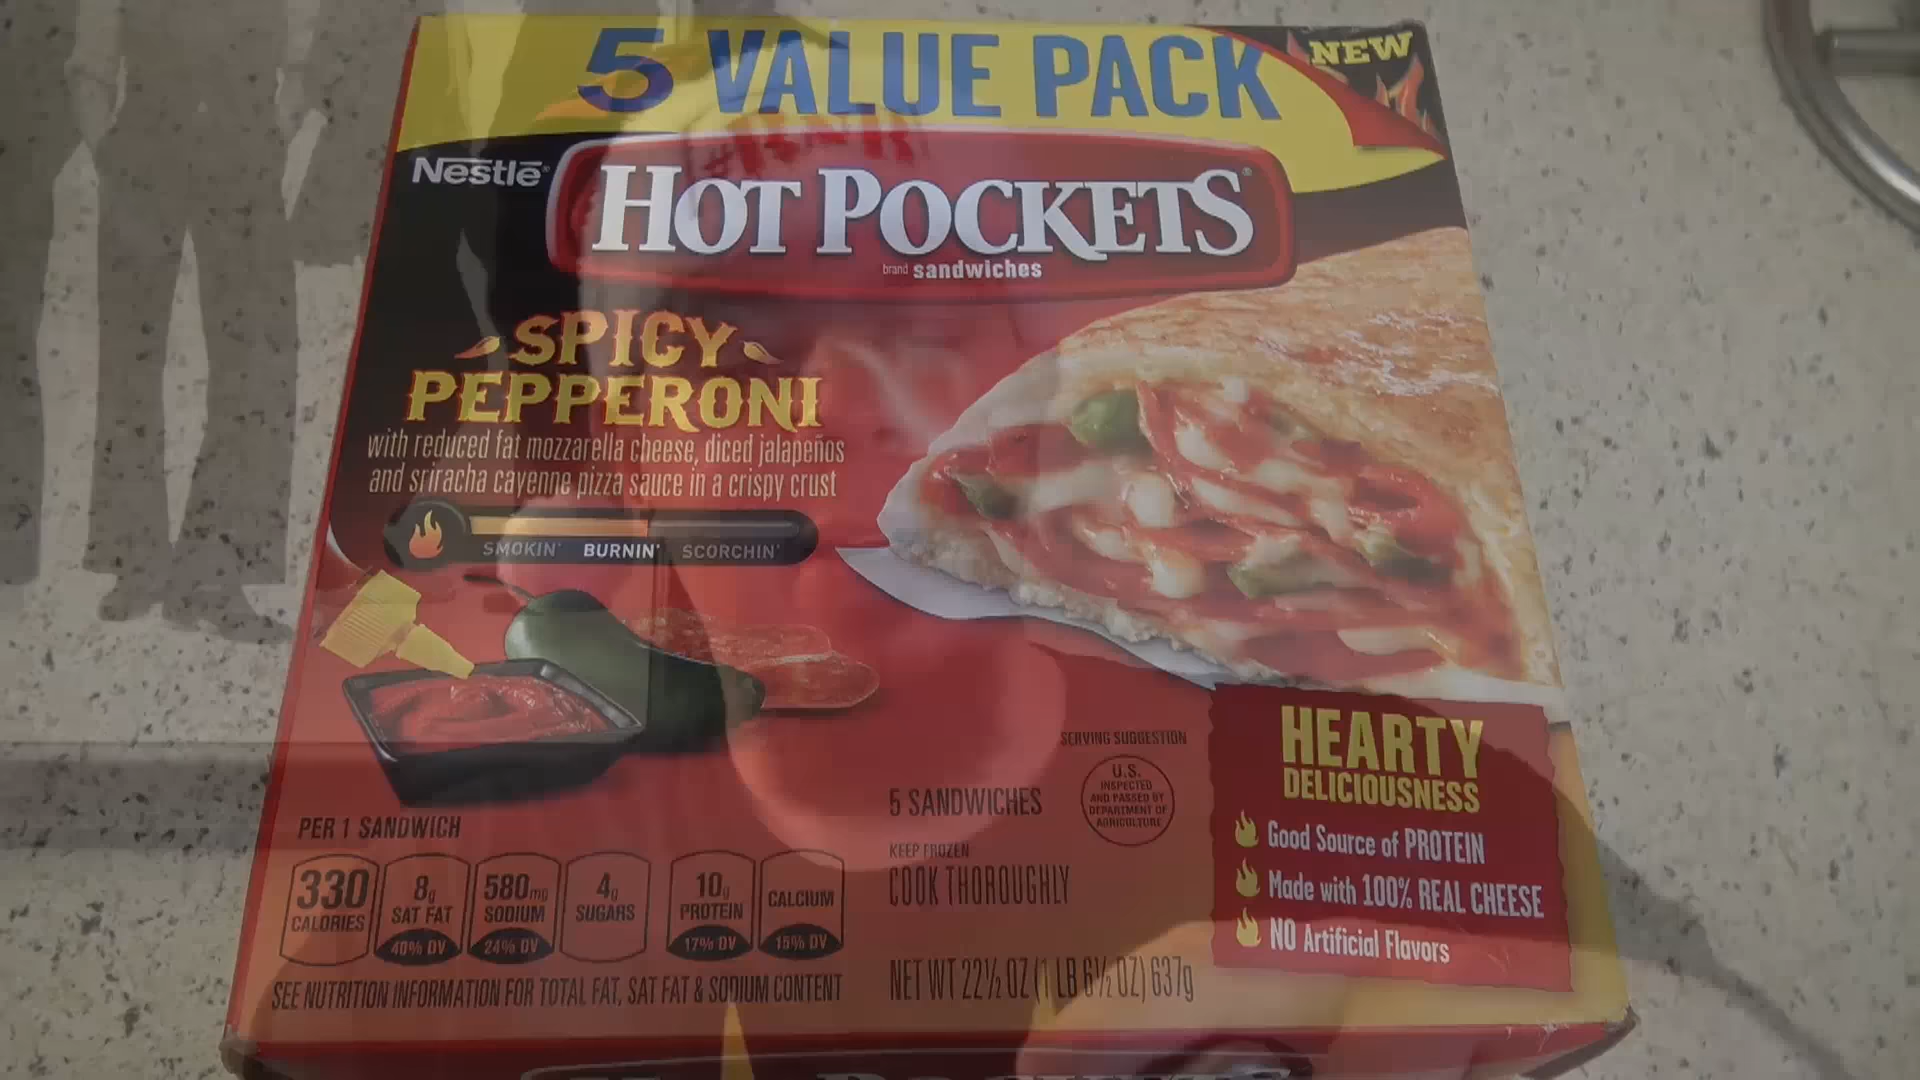 5 VALUE PACK
NEW
Nestlē®
HOT POCKETS®
brand sandwiches
SPICY
PEPPERONI
with reduced fat mozzarella cheese, diced jalapeños
and sriracha cayenne pizza sauce in a crispy crust
SMOKIN' BURNIN' SCORCHIN'
SERVING SUGGESTION
HEARTY
DELICIOUSNESS
Good Source of PROTEIN
Made with 100% REAL CHEESE
NO Artificial Flavors
5 SANDWICHES
U.S.
INSPECTED
AND PASSED BY
DEPARTMENT OF
AGRICULTURE
KEEP FROZEN
COOK THOROUGHLY
PER 1 SANDWICH
330
CALORIES
8g
SAT FAT
40% DV
580mg
SODIUM
24% DV
4g
SUGARS
10g
PROTEIN
17% DV
CALCIUM
15% DV
SEE NUTRITION INFORMATION FOR TOTAL FAT, SAT FAT & SODIUM CONTENT
NET WT 22½ OZ (1 LB 6½ OZ) 637g